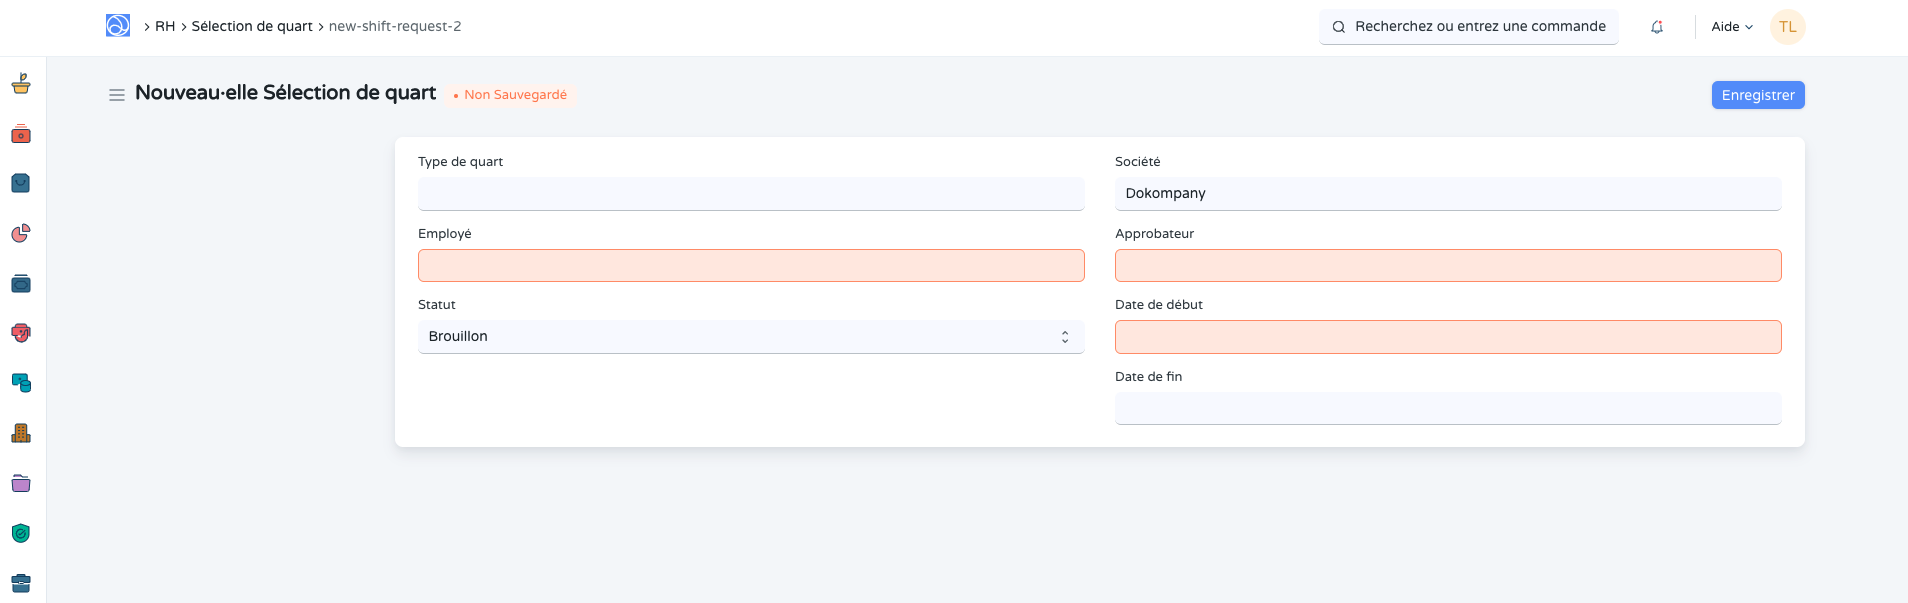 RH Sélection de quart new-shift-request-2
Recherchez ou entrez une commande
Aide
TL
Nouveau·elle Sélection de quart
Non Sauvegardé
Enregistrer
Type de quart
Employé
Statut
Brouillon
Société
Dokompany
Approbateur
Date de début
Date de fin